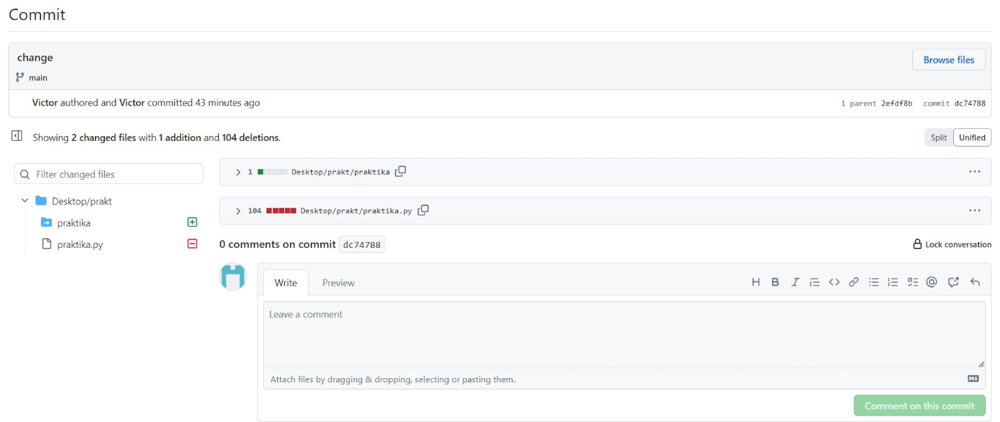 Commit
change
Browse files
main
Victor authored and Victor committed 43 minutes ago
1 parent 2efdf8b commit dc74788
Showing 2 changed files with 1 addition and 104 deletions.
Split Unified
Filter changed files
Desktop/prakt
praktika
praktika.py
1 Desktop/prakt/praktika
104 Desktop/prakt/praktika.py
0 comments on commit dc74788
Lock conversation
Write Preview
Leave a comment
Attach files by dragging & dropping, selecting or pasting them.
Comment on this commit